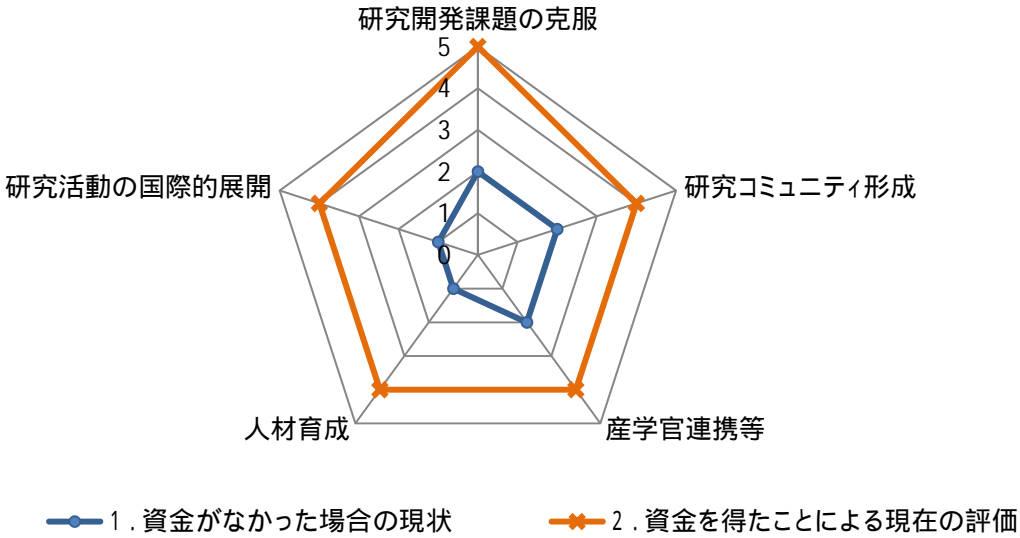 研究開発課題の克服
5
4
3
2
1
0
研究コミュニティ形成
産学官連携等
人材育成
研究活動の国際的展開
1．資金がなかった場合の現状
2．資金を得たことによる現在の評価